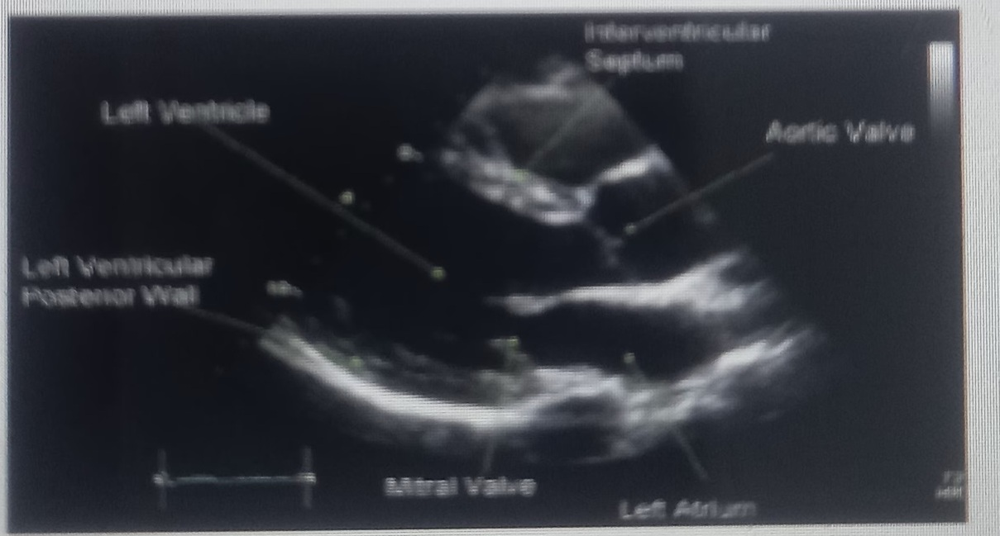 Interventricular
Septum
Left Ventricle
Aortic Valve
Left Ventricular
Posterior Wall
Mitral Valve
Left Atrium